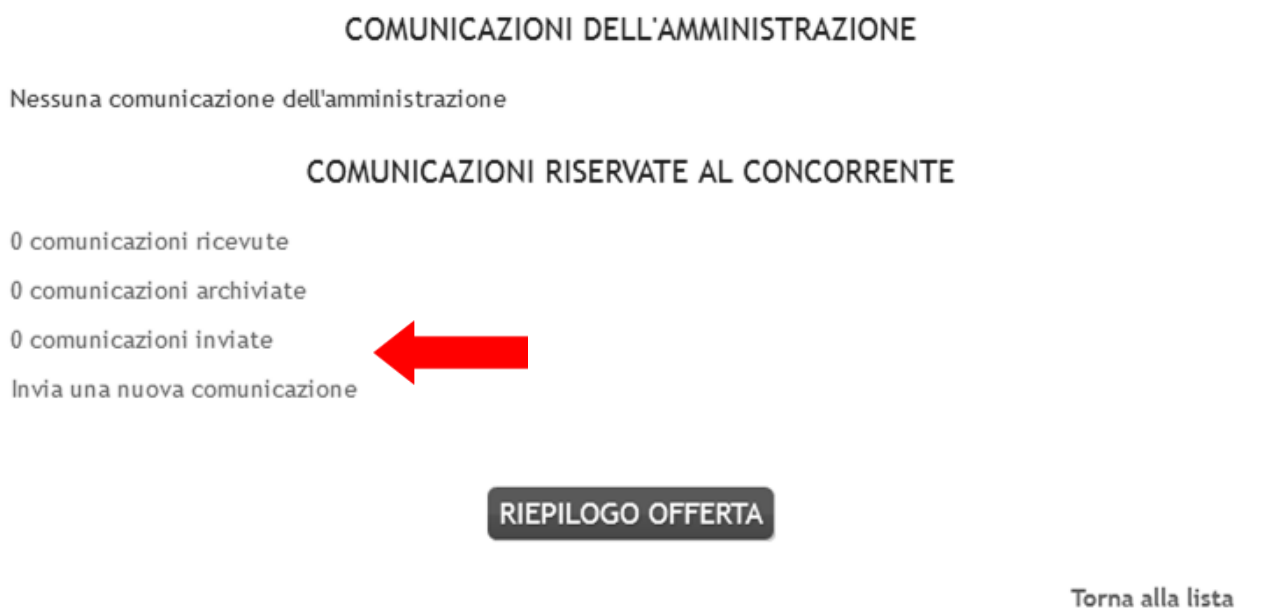 COMUNICAZIONI DELL'AMMINISTRAZIONE
Nessuna comunicazione dell'amministrazione
COMUNICAZIONI RISERVATE AL CONCORRENTE
0 comunicazioni ricevute
0 comunicazioni archiviate
0 comunicazioni inviate
Invia una nuova comunicazione
RIEPILOGO OFFERTA
Torna alla lista